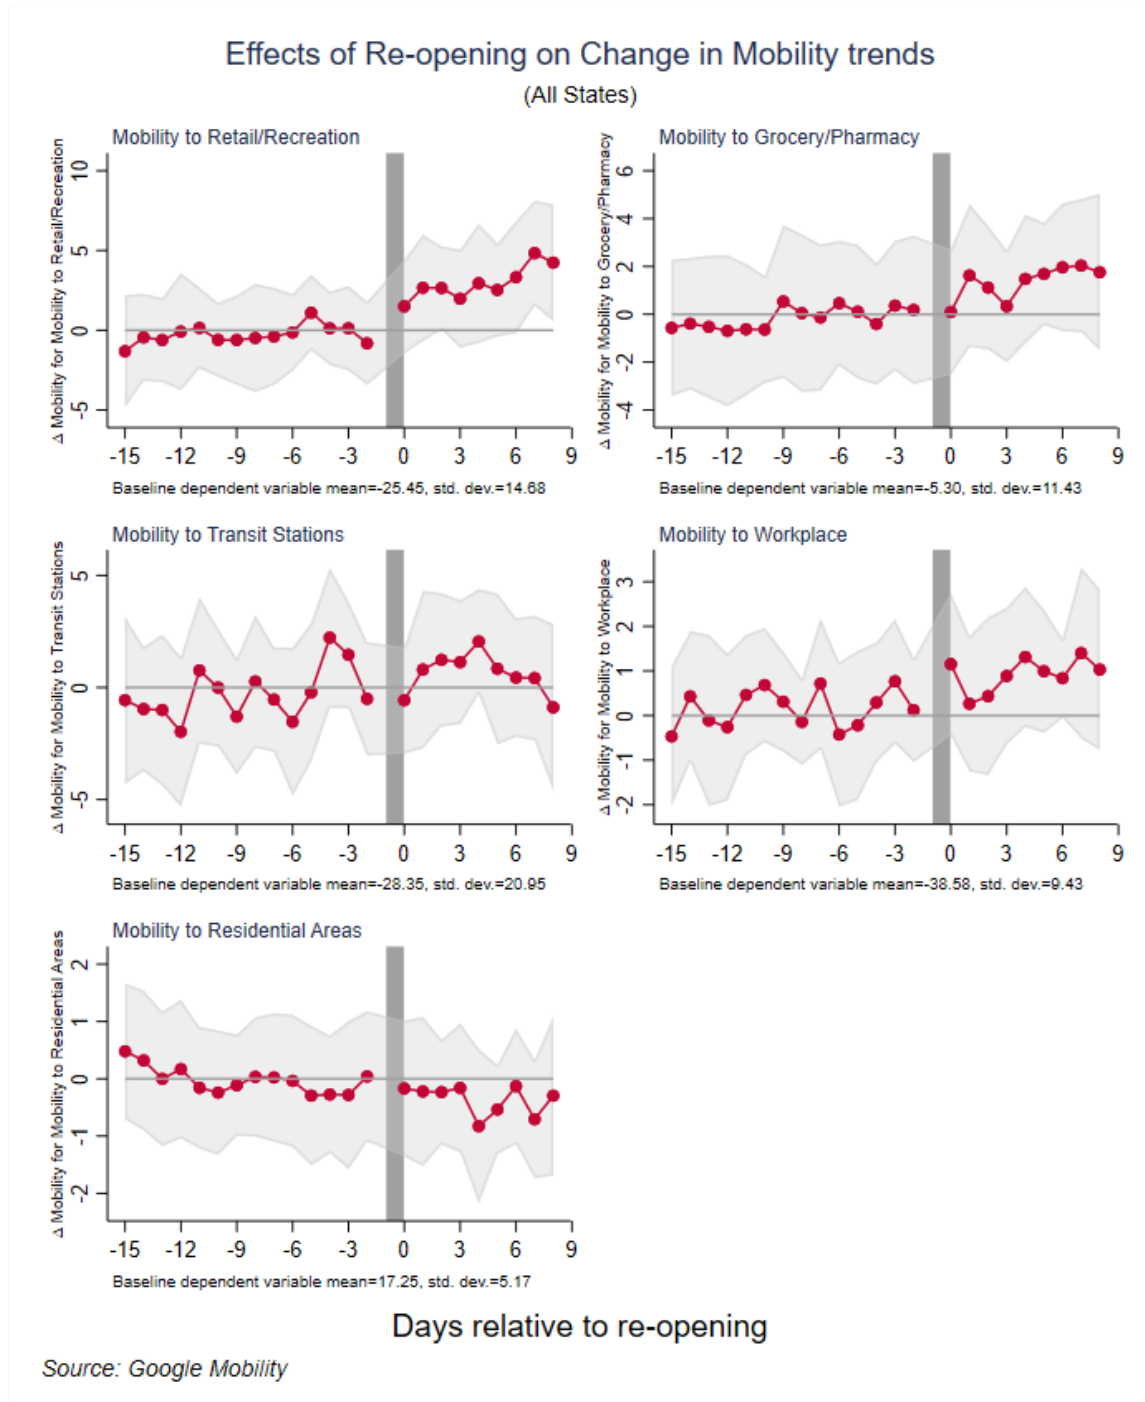 Effects of Re-opening on Change in Mobility trends
(All States)
Mobility to Retail/Recreation
Δ Mobility for Mobility to Retail/Recreation
10
5
0
-5
-15 -12 -9 -6 -3 0 3 6 9
Baseline dependent variable mean=-25.45, std. dev.=14.68
Mobility to Grocery/Pharmacy
Δ Mobility for Mobility to Grocery/Pharmacy
6
4
2
0
-2
-4
-15 -12 -9 -6 -3 0 3 6 9
Baseline dependent variable mean=-5.30, std. dev.=11.43
Mobility to Transit Stations
Δ Mobility for Mobility to Transit Stations
5
0
-5
-15 -12 -9 -6 -3 0 3 6 9
Baseline dependent variable mean=-28.35, std. dev.=20.95
Mobility to Workplace
Δ Mobility for Mobility to Workplace
3
2
1
0
-1
-2
-15 -12 -9 -6 -3 0 3 6 9
Baseline dependent variable mean=-38.58, std. dev.=9.43
Mobility to Residential Areas
Δ Mobility for Mobility to Residential Areas
2
1
0
-1
-2
-15 -12 -9 -6 -3 0 3 6 9
Baseline dependent variable mean=17.25, std. dev.=5.17
Days relative to re-opening
Source: Google Mobility